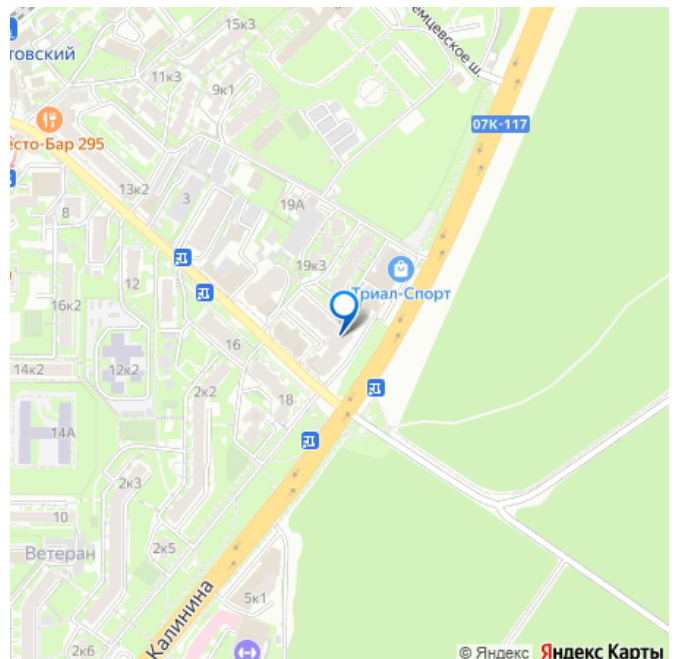 15к3
емцевское ш.
товский
11к3
9к1
07К-117
есто-Бар 295
13к2
3
19А
8
19к3
12
Триал-Спорт
16к2
16
14к2
12к2
2к2
18
14А
2к3
10
Ветеран
2к5
5к1
Калинина
2к6
© Яндекс Яндекс Карты